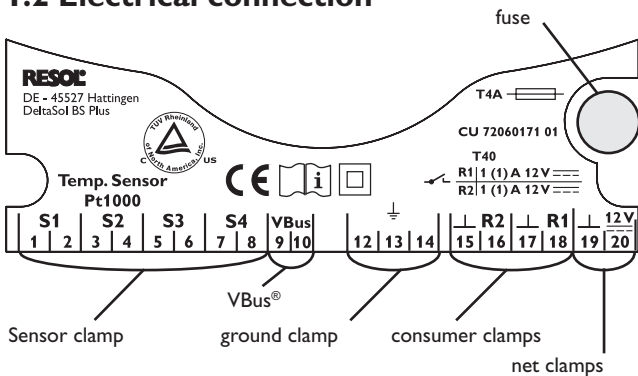 1.2 Electrical connection
fuse
RESOL®
DE - 45527 Hattingen
DeltaSol BS Plus
T4A
TÜV Rheinland
of North America, Inc.
C US
CU 72060171 01
T40
R1 1 (1) A 12V
R2 1 (1) A 12V
Temp. Sensor
Pt1000
CE i
S1 S2 S3 S4 VBus R2 R1 12V
1 2 3 4 5 6 7 8 9 10 12 13 14 15 16 17 18 19 20
VBus®
Sensor clamp ground clamp consumer clamps
net clamps